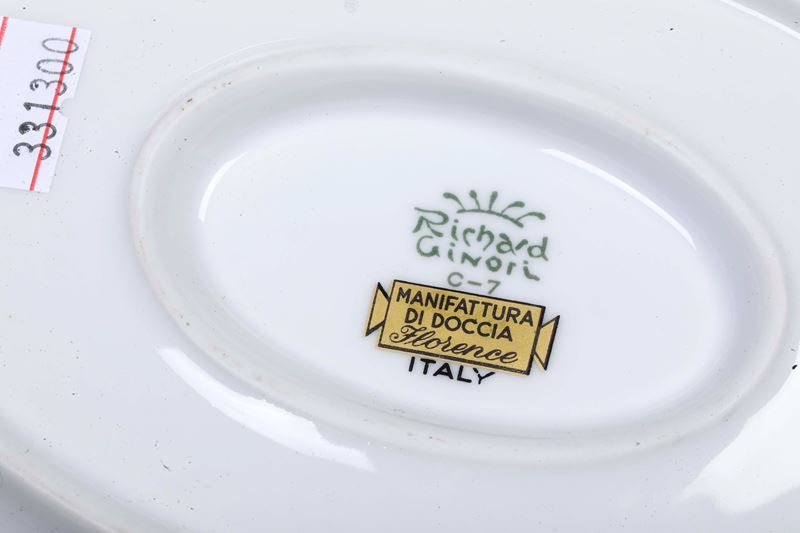 331300
Richard
GiNORi
C-7
MANIFATTURA
DI DOCCIA
Florence
ITALY